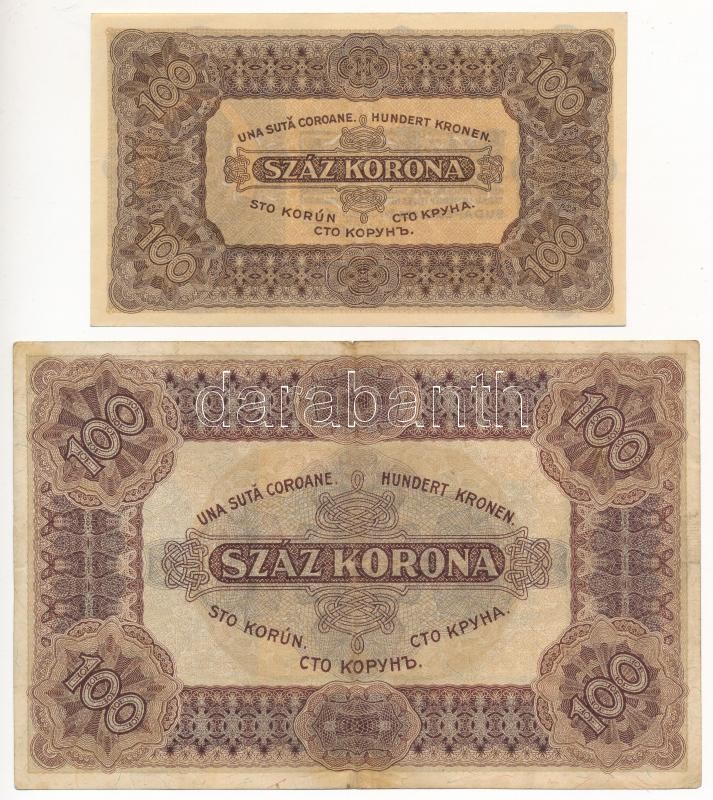 100 100
UNA SUTĂ COROANE. HUNDERT KRONEN.
SZÁZ KORONA
STO KORÚN СТО КРУНА.
СТО КОРУНЪ.
100 100
darabanth
100 100
UNA SUTĂ COROANE. HUNDERT KRONEN.
SZÁZ KORONA
STO KORÚN. СТО КРУНА.
СТО КОРУНЪ.
100 100